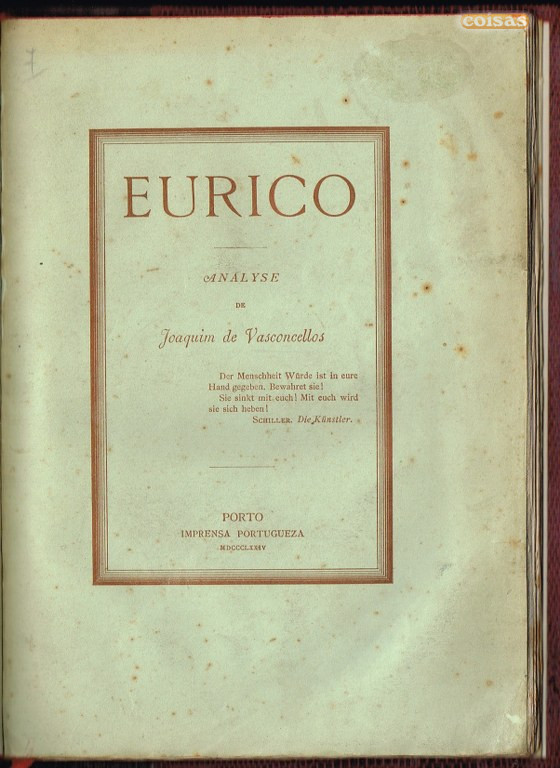 coisas
EURICO
ANALYSE
DE
Joaquim de Vasconcellos
Der Menschheit Würde ist in eure
Hand gegeben. Bewahret sie!
Sie sinkt mit euch! Mit euch wird
sie sich heben!
SCHILLER. Die Künstler.
PORTO
IMPRENSA PORTUGUEZA
MDCCCLXXIV